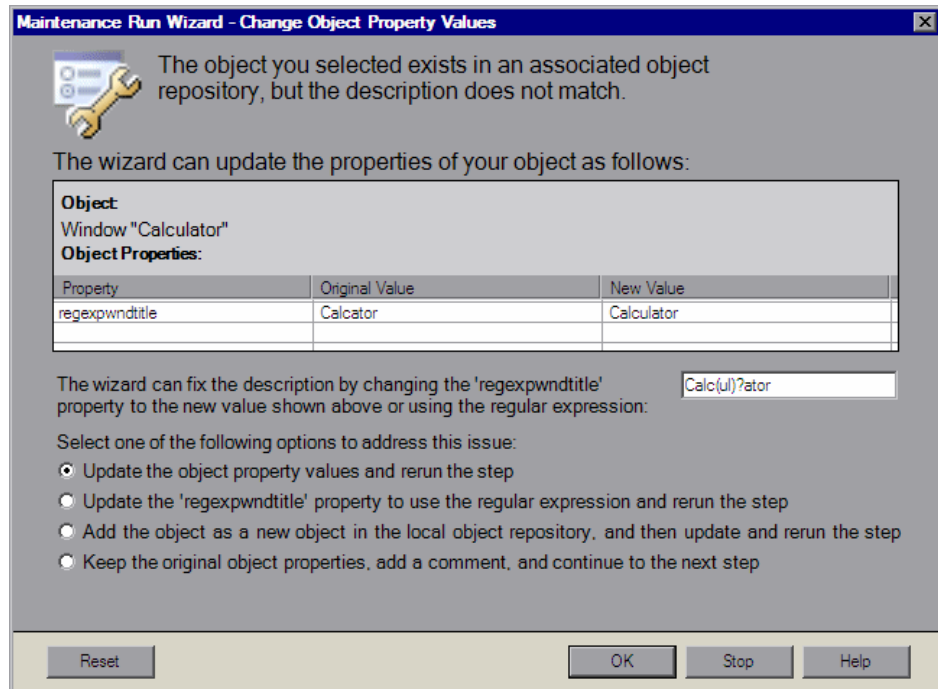 Maintenance Run Wizard - Change Object Property Values
The object you selected exists in an associated object
repository, but the description does not match.
The wizard can update the properties of your object as follows:
Object:
Window "Calculator"
Object Properties:
Property Original Value New Value
regexpwndtitle Calcator Calculator
The wizard can fix the description by changing the 'regexpwndtitle'
property to the new value shown above or using the regular expression:
Calc(ul)?ator
Select one of the following options to address this issue:
Update the object property values and rerun the step
Update the 'regexpwndtitle' property to use the regular expression and rerun the step
Add the object as a new object in the local object repository, and then update and rerun the step
Keep the original object properties, add a comment, and continue to the next step
Reset OK Stop Help